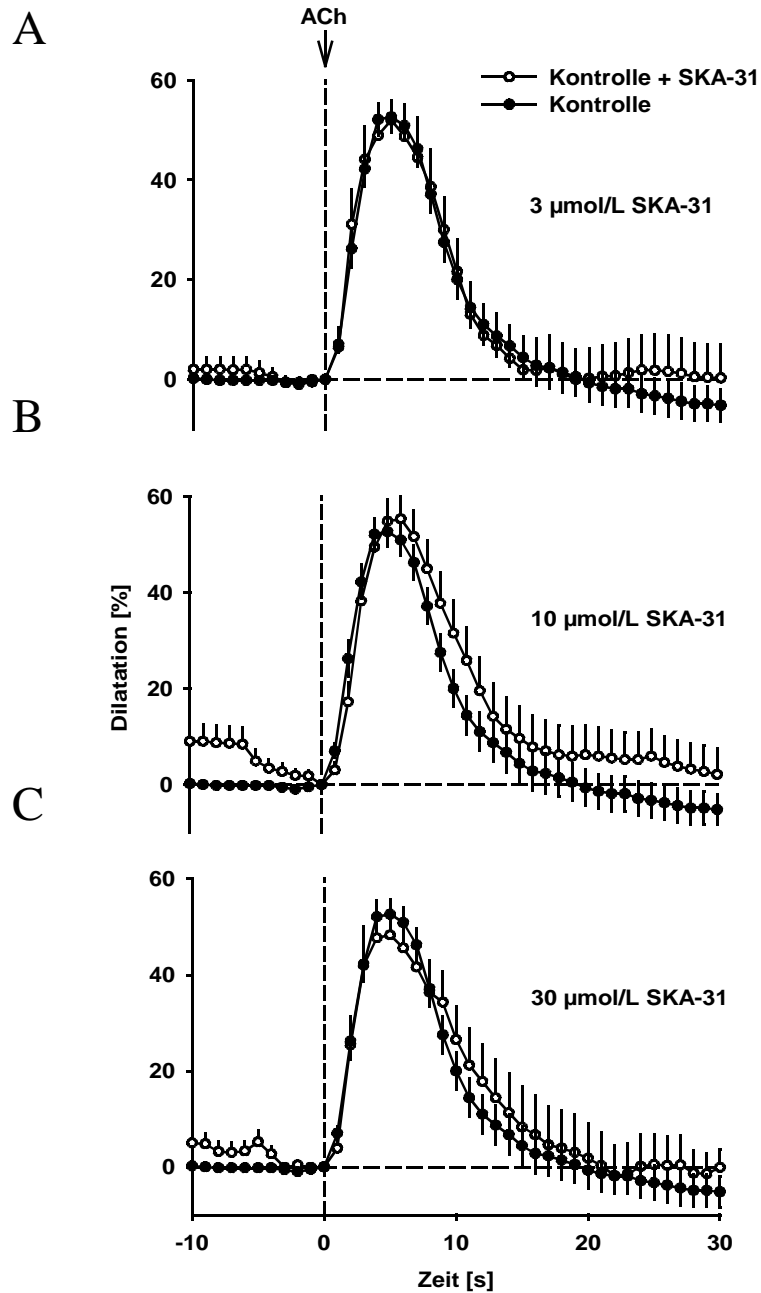 A
ACh
60
40
20
0
Kontrolle + SKA-31
Kontrolle
3 µmol/L SKA-31
B
60
40
20
0
10 µmol/L SKA-31
Dilatation [%]
C
60
40
20
0
30 µmol/L SKA-31
-10 0 10 20 30
Zeit [s]